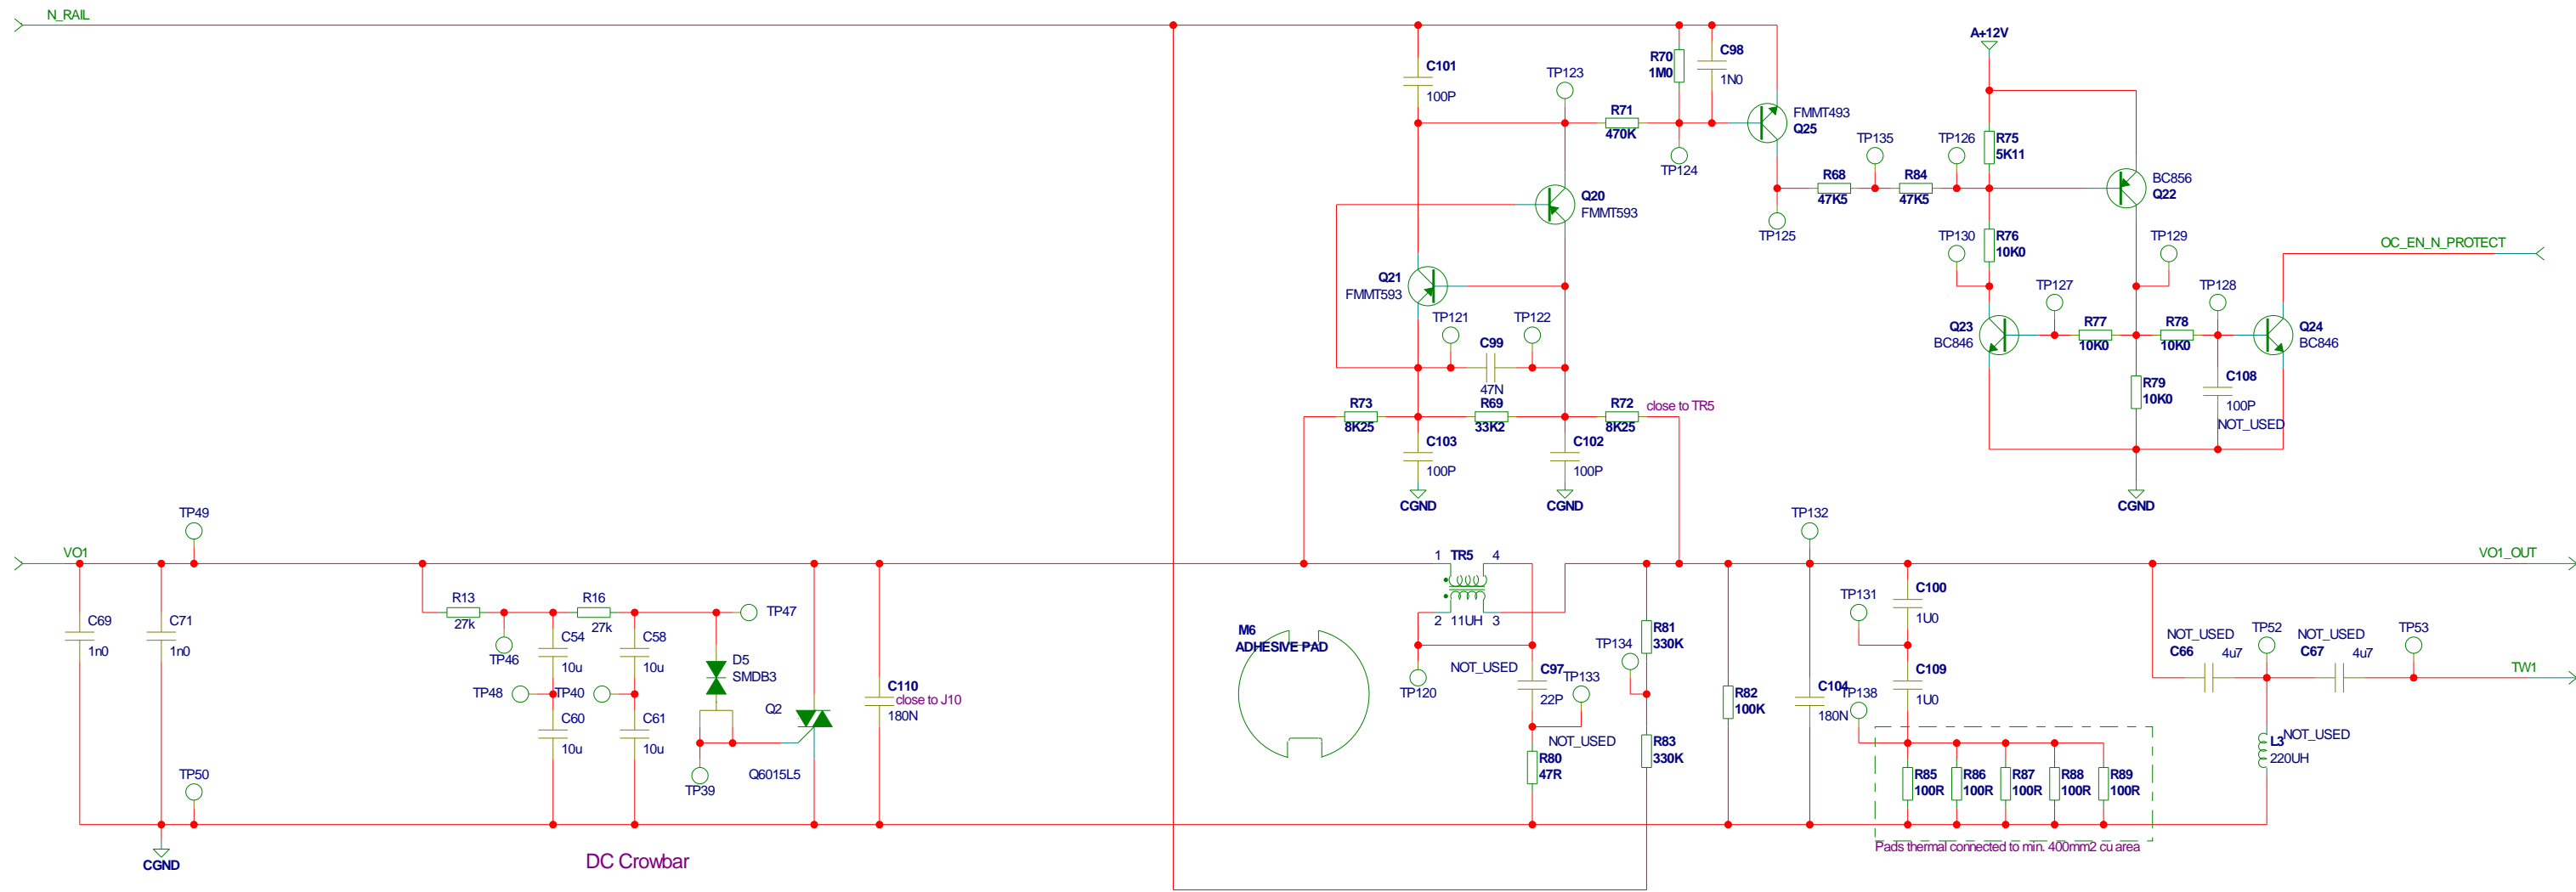 N_RAIL
A+12V
C101
100P
TP123
R70
1M0
C98
1N0
R71
470K
FMMT493
Q25
TP124
TP135
TP126
R75
5K11
R68
47K5
R84
47K5
BC856
Q22
TP125
Q20
FMMT593
TP130
R76
10K0
TP129
OC_EN_N_PROTECT
Q21
FMMT593
TP121
TP122
C99
47N
TP127
TP128
Q23
BC846
R77
10K0
R78
10K0
Q24
BC846
R79
10K0
C108
100P
NOT_USED
R73
8K25
R69
33K2
R72
8K25
close to TR5
C103
100P
C102
100P
CGND
CGND
CGND
TP49
TP132
VO1
VO1_OUT
1
TR5
4
2
11UH
3
C69
1n0
C71
1n0
R13
27k
R16
27k
TP47
TP46
C54
10u
C58
10u
D5
SMDB3
TP48
TP40
C60
10u
C61
10u
Q2
Q6015L5
TP39
C110
close to J10
180N
TP50
CGND
DC Crowbar
M6
ADHESIVE PAD
TP120
NOT_USED
C97
22P
TP133
NOT_USED
R80
47R
TP134
R81
330K
R83
330K
R82
100K
C104
180N
TP131
C100
1U0
C109
1U0
TP138
R85
100R
R86
100R
R87
100R
R88
100R
R89
100R
Pads thermal connected to min. 400mm2 cu area
NOT_USED
C66
4u7
TP52
NOT_USED
C67
4u7
TP53
TW1
L3
NOT_USED
220UH